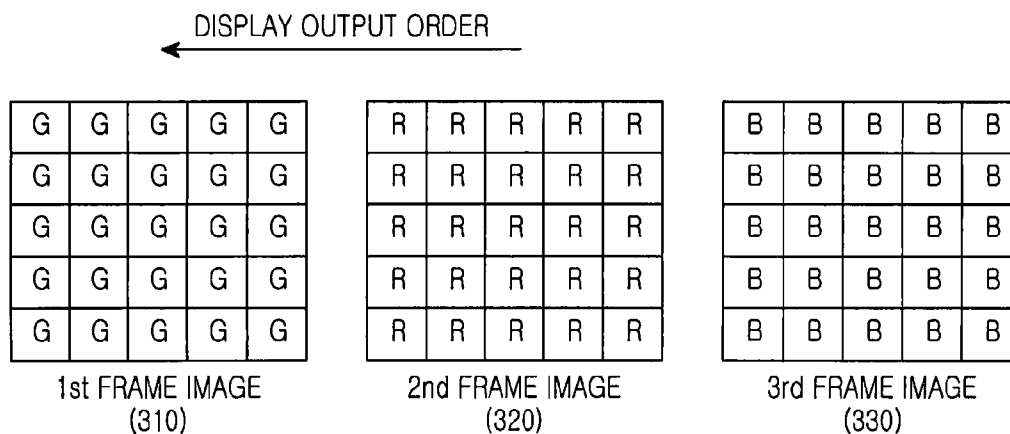 DISPLAY OUTPUT ORDER
G G G G G R R R R R B B B B B
G G G G G R R R R R B B B B B
G G G G G R R R R R B B B B B
G G G G G R R R R R B B B B B
G G G G G R R R R R B B B B B
1st FRAME IMAGE 2nd FRAME IMAGE 3rd FRAME IMAGE
(310) (320) (330)